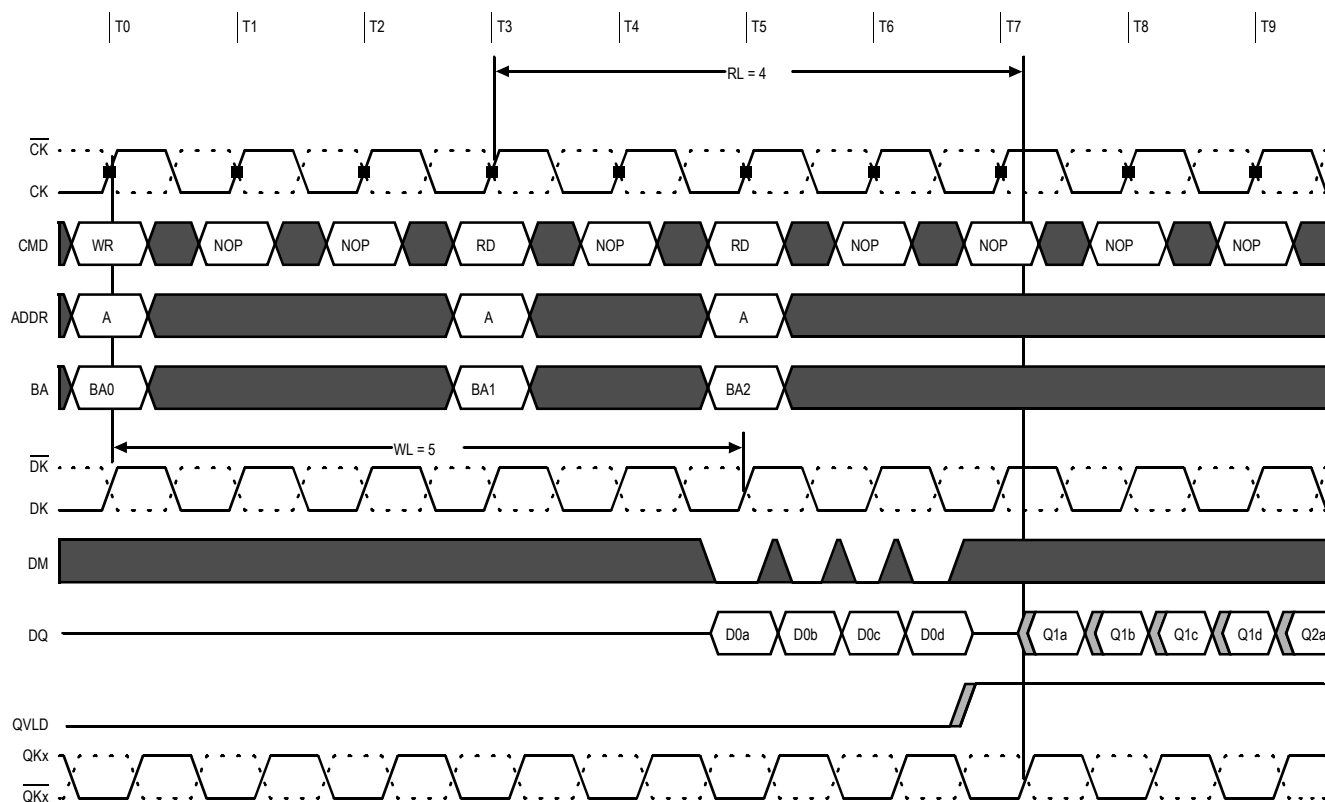 T0 T1 T2 T3 T4 T5 T6 T7 T8 T9
RL = 4
CK
CK
CMD WR NOP NOP RD NOP RD NOP NOP NOP NOP
ADDR A A A
BA BA0 BA1 BA2
WL = 5
DK
DK
DM
DQ D0a D0b D0c D0d Q1a Q1b Q1c Q1d Q2a
QVLD
QKx
QKx